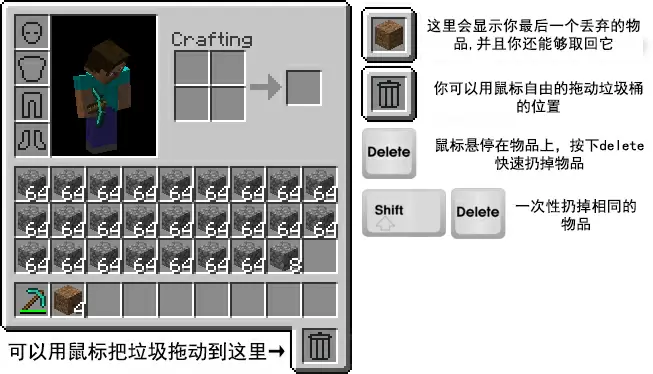 Crafting
64 64 64 64 64 64 64 64 64
64 64 64 64 64 64 64 64 64
64 64 64 64 64 64 64 8
4
可以用鼠标把垃圾拖动到这里→
这里会显示你最后一个丢弃的物
品,并且你还能够取回它
你可以用鼠标自由的拖动垃圾桶
的位置
Delete
鼠标悬停在物品上，按下delete
快速扔掉物品
Shift
Delete
一次性扔掉相同的
物品